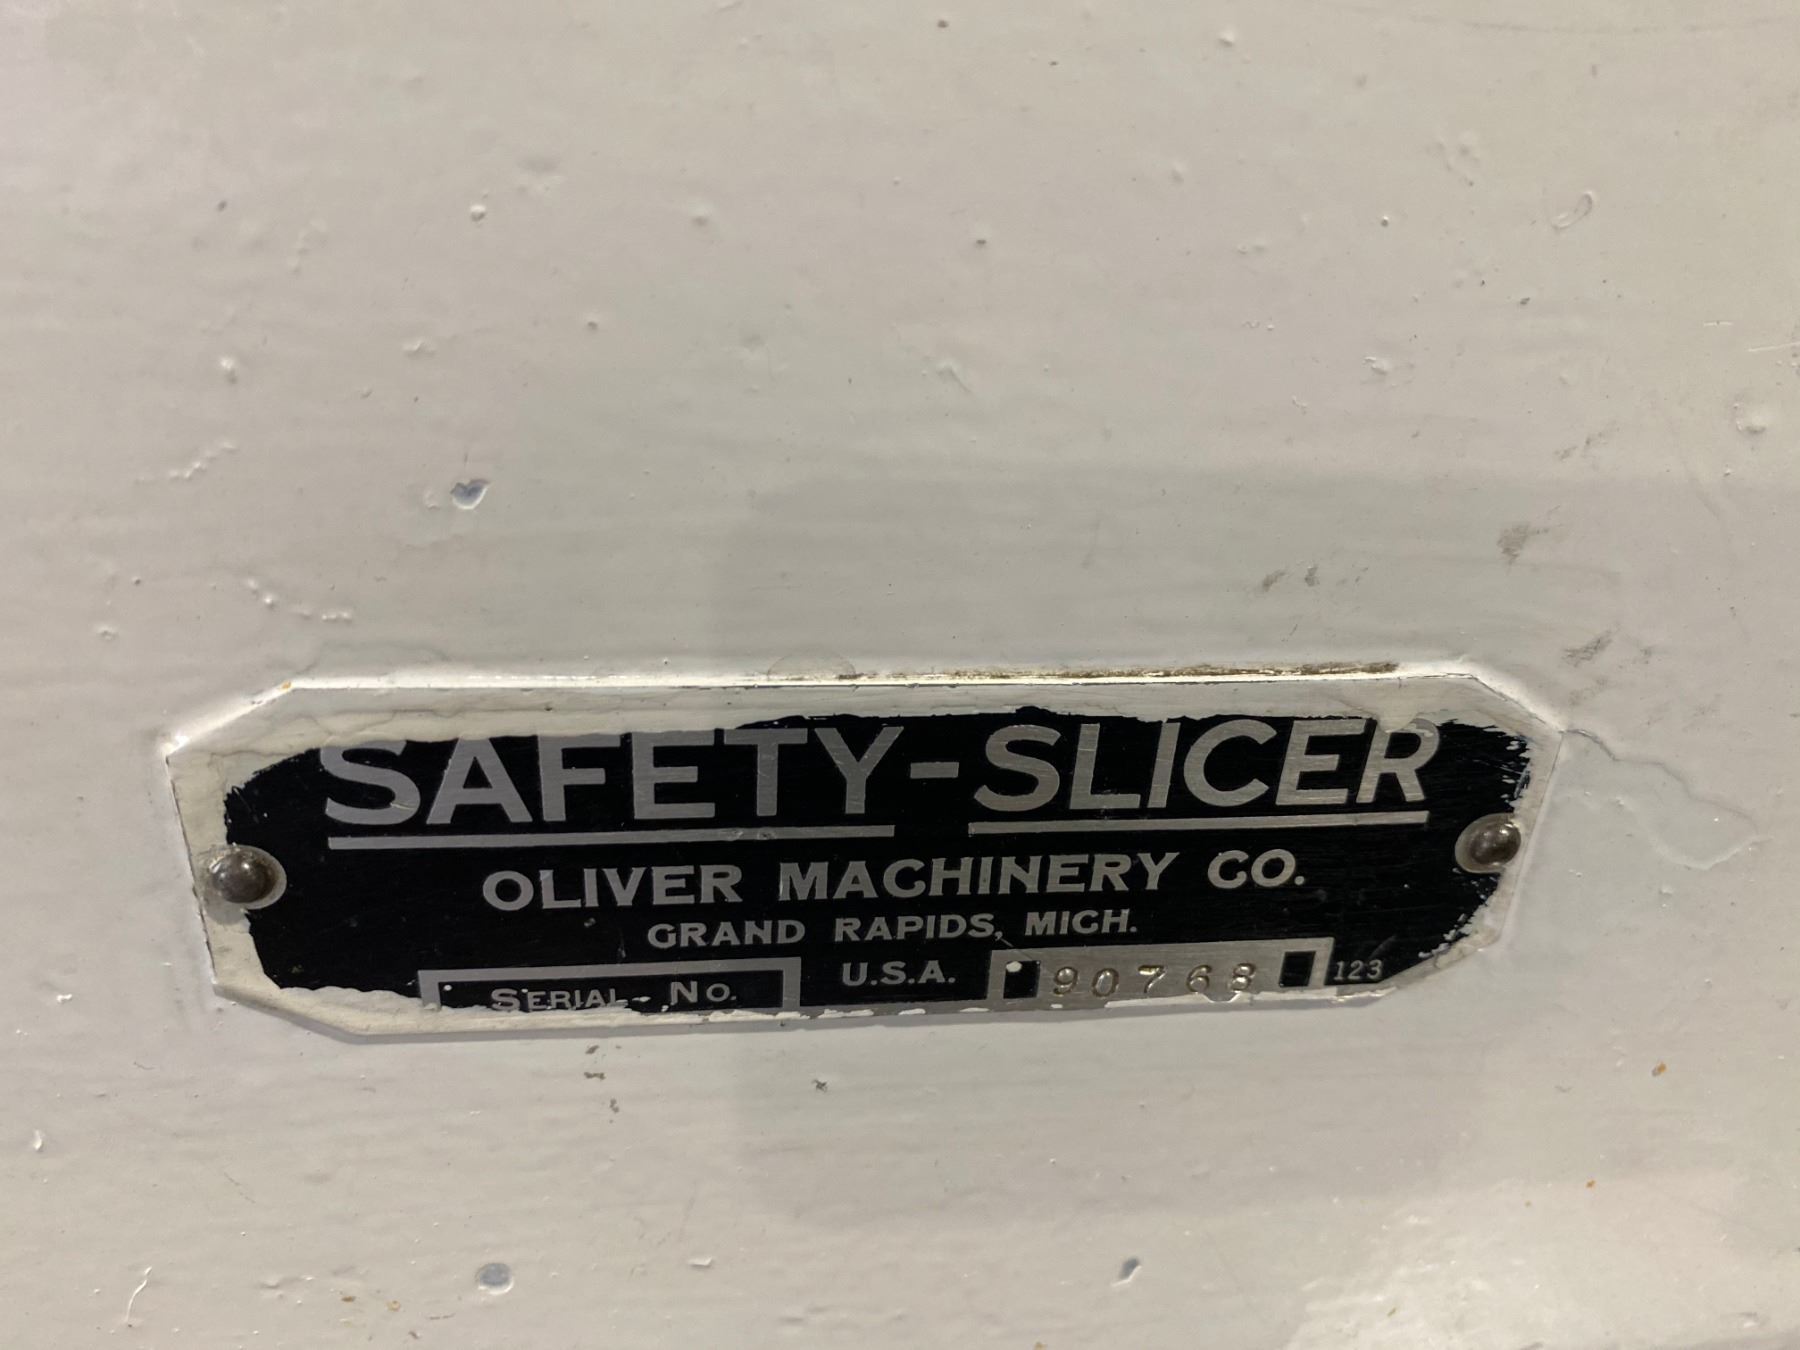 SAFETY-SLICER
OLIVER MACHINERY CO.
GRAND RAPIDS, MICH.
SERIAL-NO. U.S.A. 90768 123